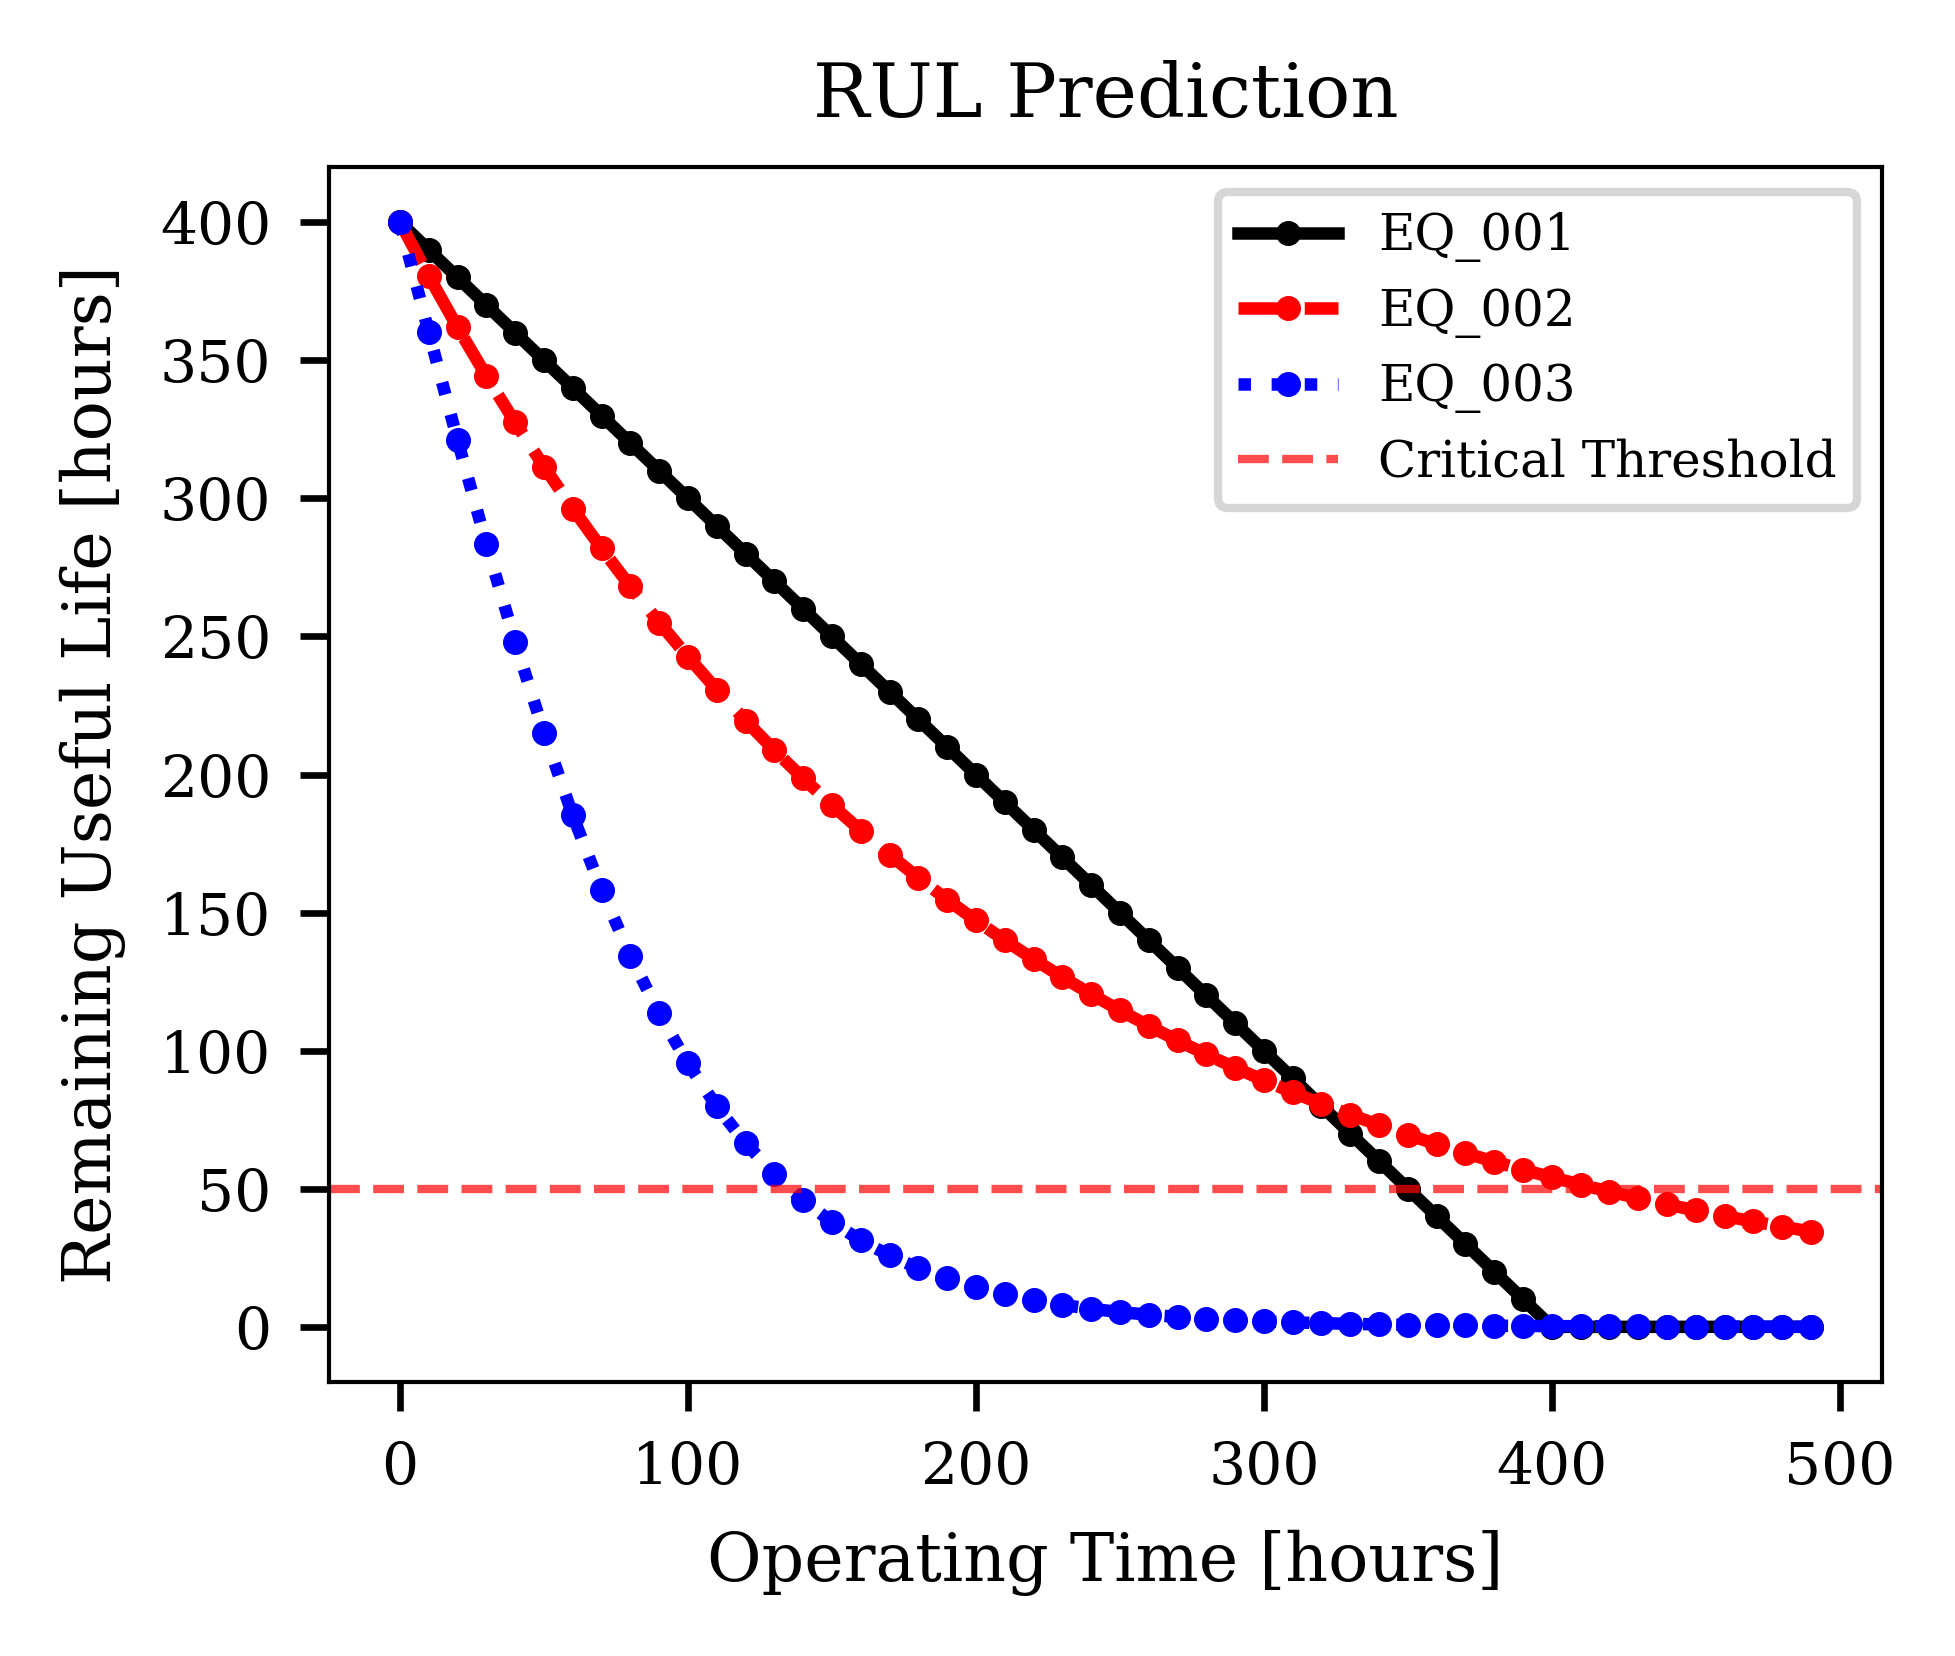 RUL Prediction
EQ_001
EQ_002
EQ_003
Critical Threshold
Remaining Useful Life [hours]
400
350
300
250
200
150
100
50
0
0 100 200 300 400 500
Operating Time [hours]